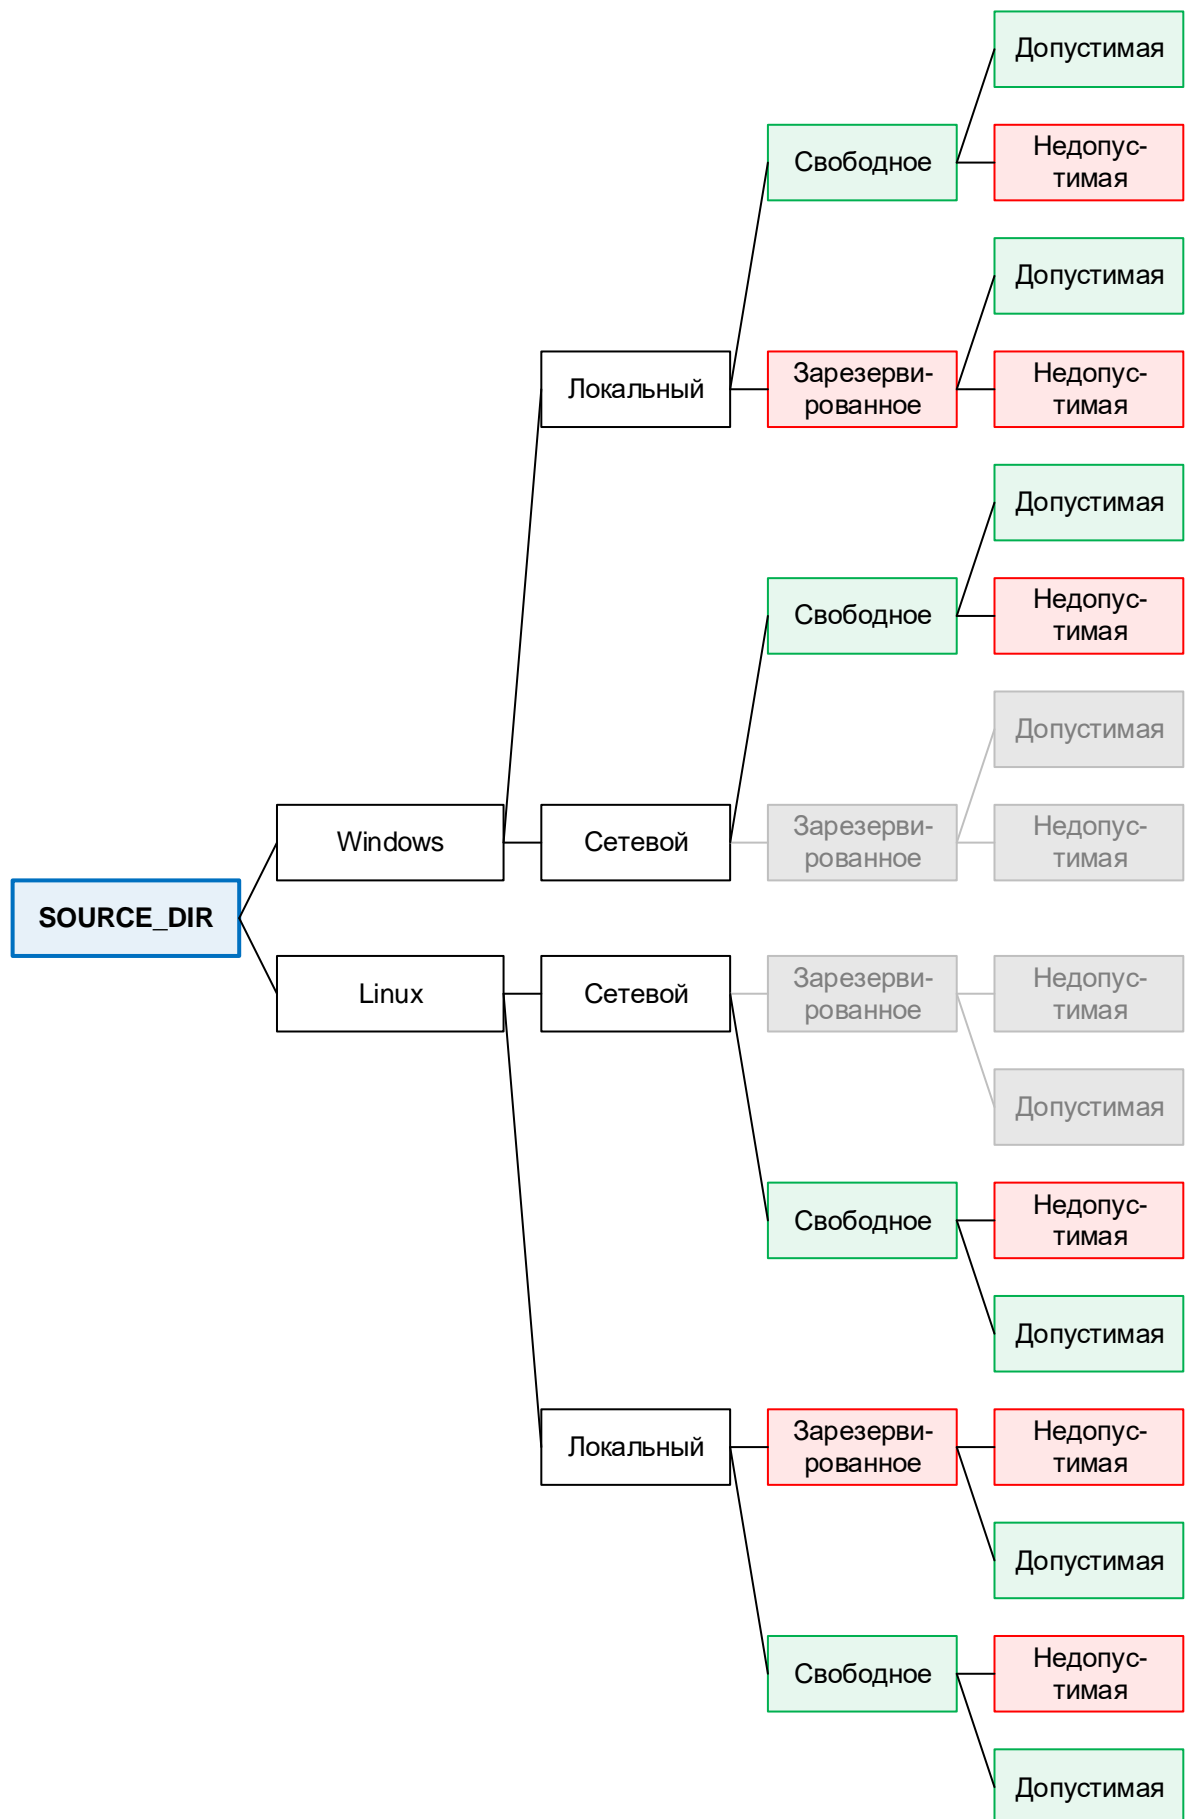 Допустимая
Свободное
Недопус-
тимая
Допустимая
Локальный
Зарезерви-
рованное
Недопус-
тимая
Допустимая
Свободное
Недопус-
тимая
Допустимая
Windows
Сетевой
Зарезерви-
рованное
Недопус-
тимая
SOURCE_DIR
Linux
Сетевой
Зарезерви-
рованное
Недопус-
тимая
Допустимая
Свободное
Недопус-
тимая
Допустимая
Локальный
Зарезерви-
рованное
Недопус-
тимая
Допустимая
Свободное
Недопус-
тимая
Допустимая